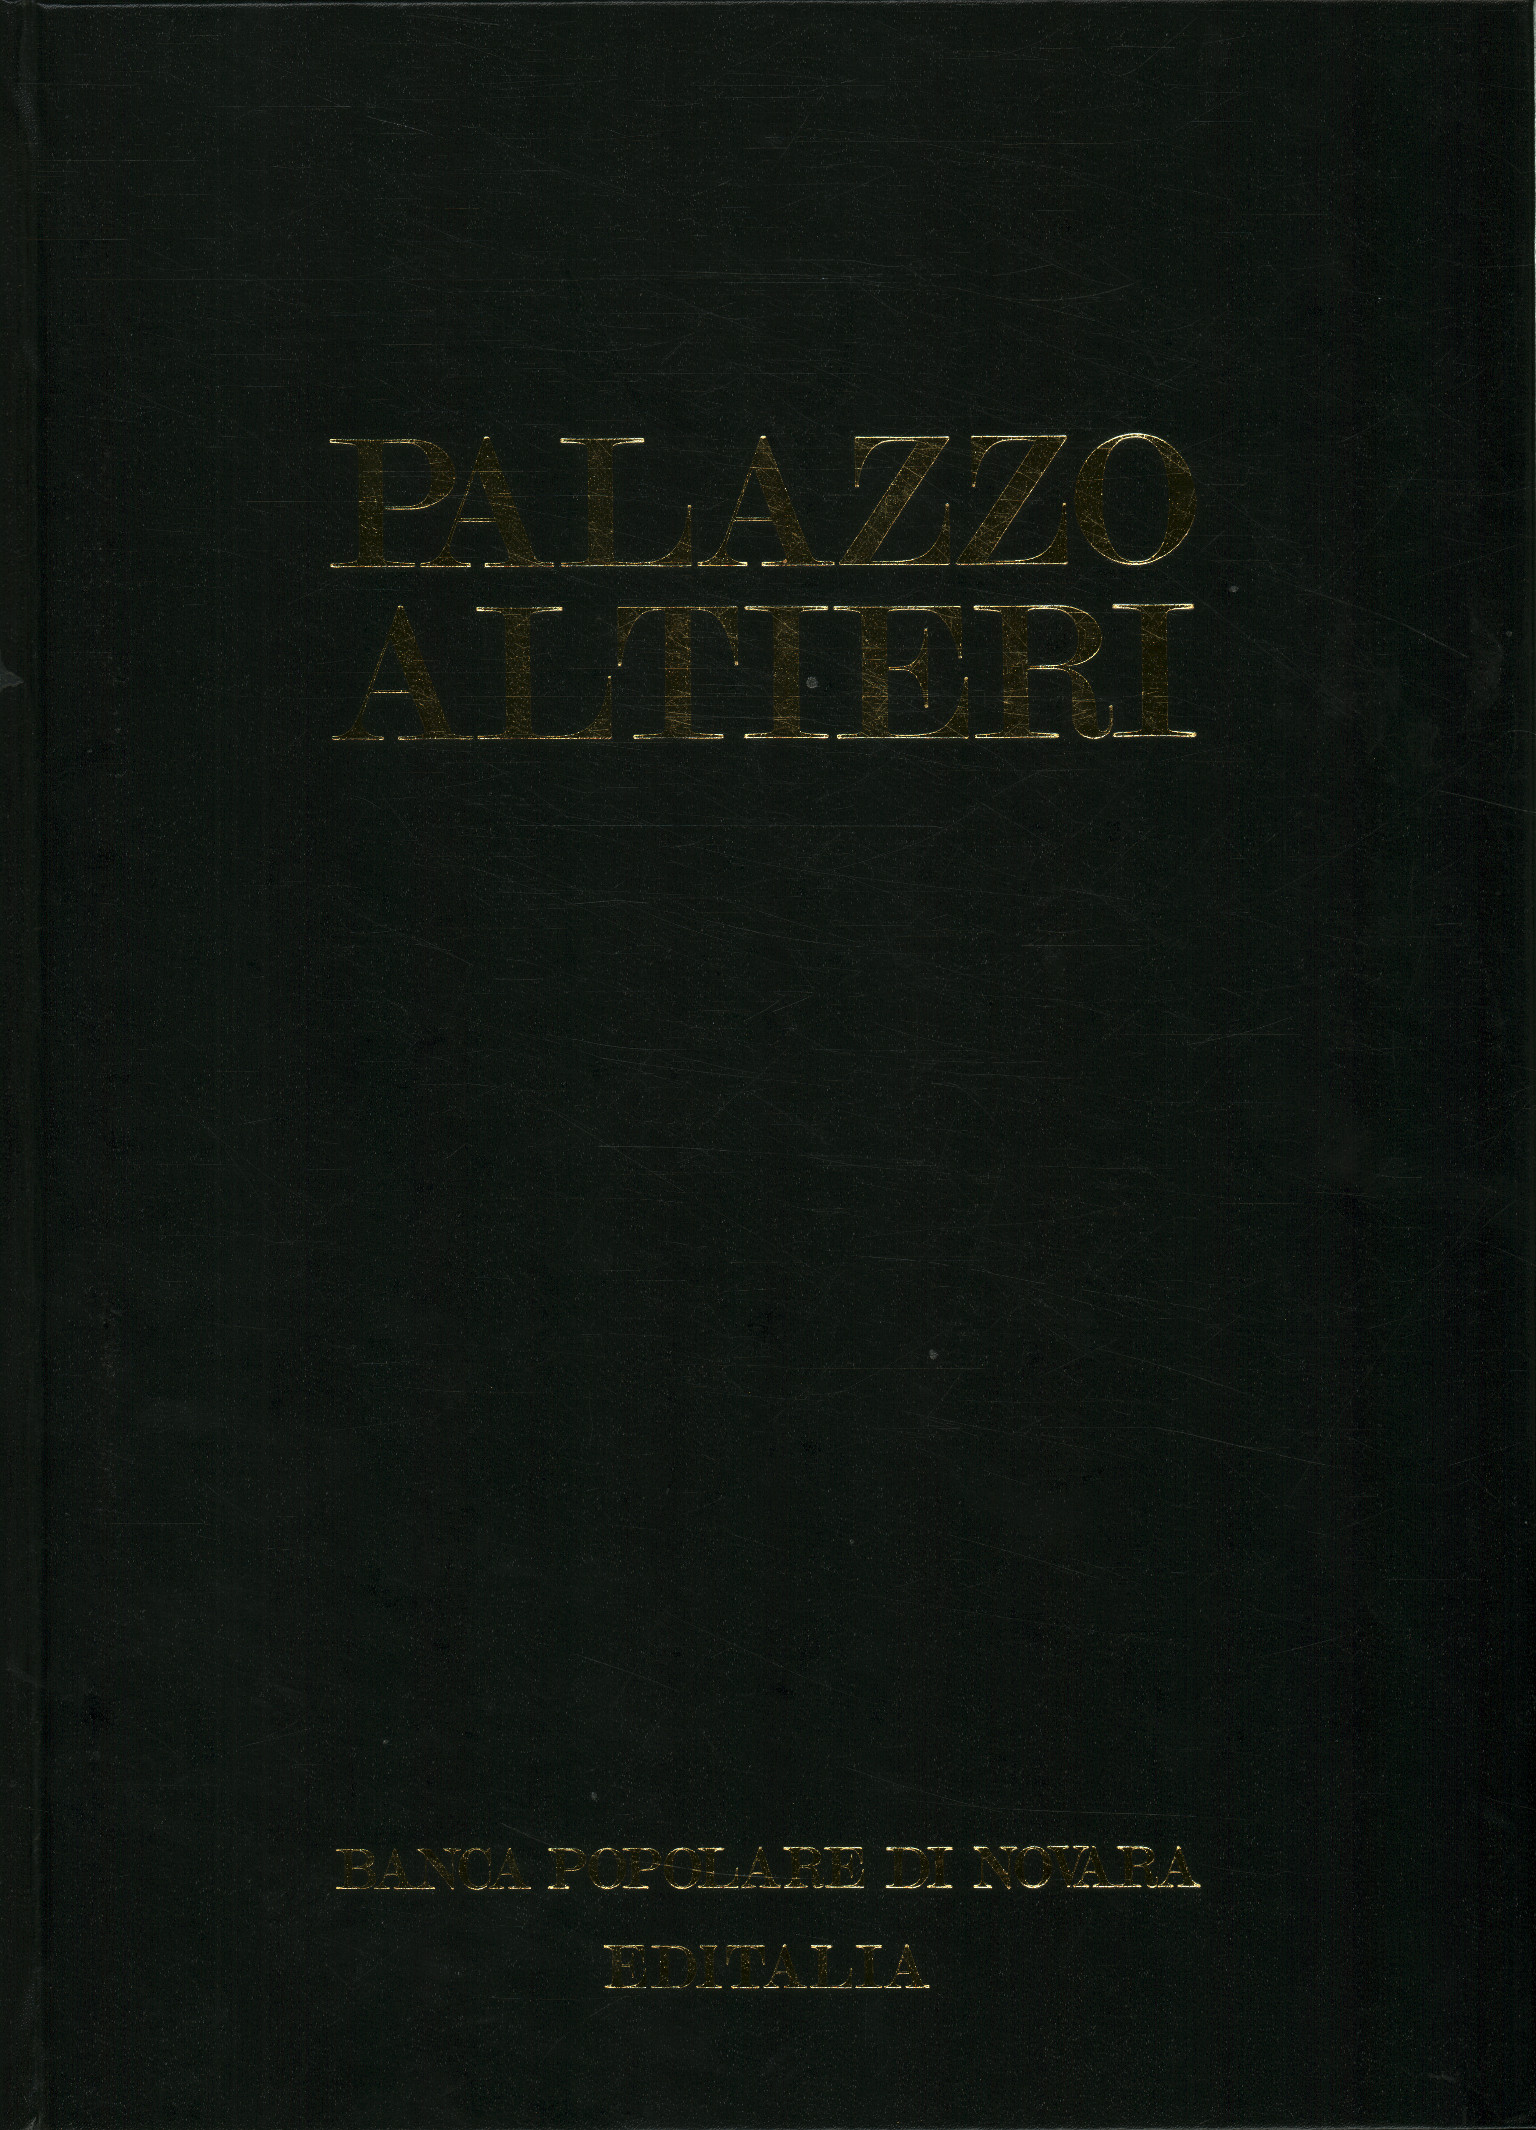 PALAZZO
ALTIERI
BANCA POPOLARE DI NOVARA
EDITALIA